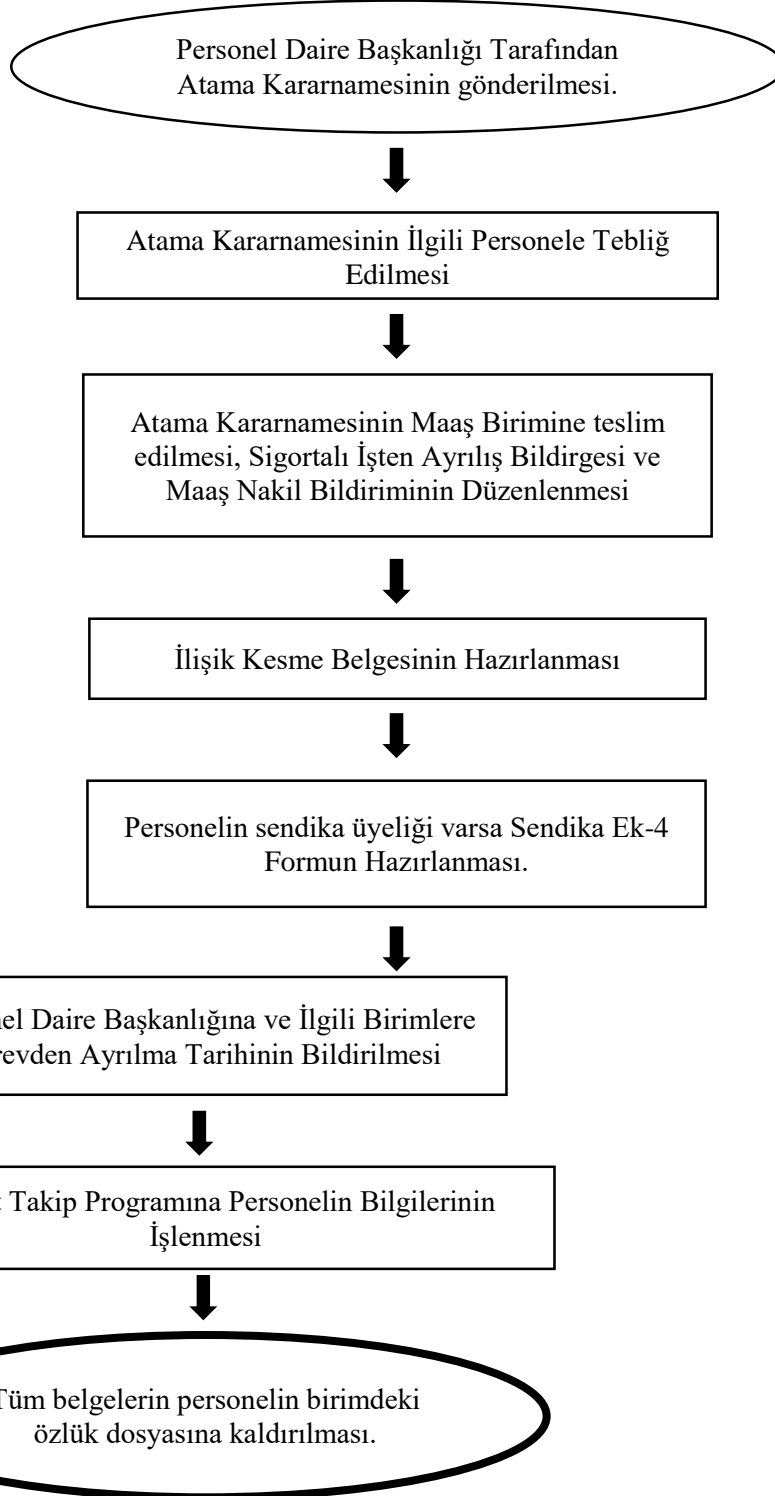 Personel Daire Başkanlığı Tarafından
Atama Kararnamesinin gönderilmesi.
Atama Kararnamesinin İlgili Personele Tebliğ
Edilmesi
Atama Kararnamesinin Maaş Birimine teslim
edilmesi, Sigortalı İşten Ayrılış Bildirgesi ve
Maaş Nakil Bildiriminin Düzenlenmesi
İlişik Kesme Belgesinin Hazırlanması
Personelin sendika üyeliği varsa Sendika Ek-4
Formun Hazırlanması.
Daire Başkanlığına ve İlgili Birimlere
Ayrılma Tarihinin Bildirilmesi
Takip Programına Personelin Bilgilerinin
İşlenmesi
Tüm belgelerin personelin birimdeki
özlük dosyasına kaldırılması.